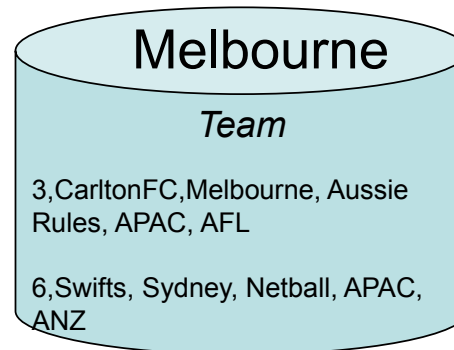 Melbourne
Team
3,CarltonFC,Melbourne, Aussie
Rules, APAC, AFL
6,Swifts, Sydney, Netball, APAC,
ANZ